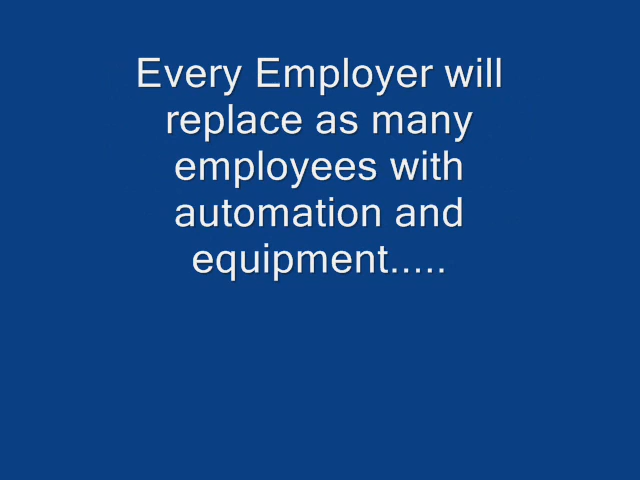 Every Employer will
replace as many
employees with
automation and
equipment.....